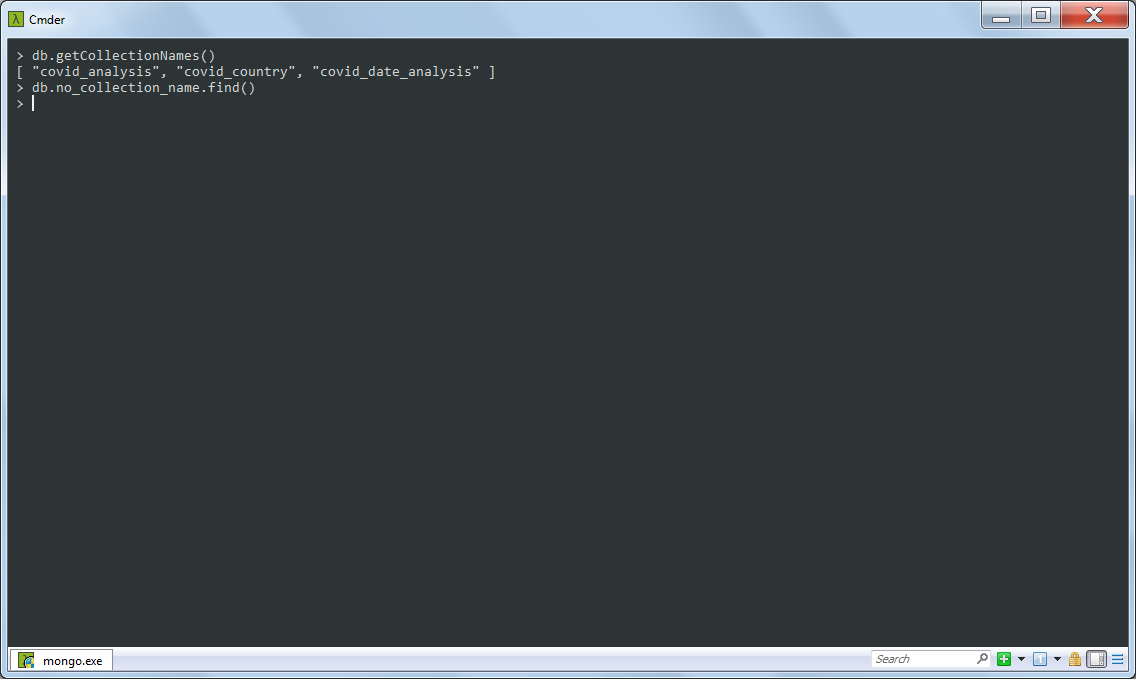 Cmder
> db.getCollectionNames()
[ "covid_analysis", "covid_country", "covid_date_analysis" ]
> db.no_collection_name.find()
>
mongo.exe
Search